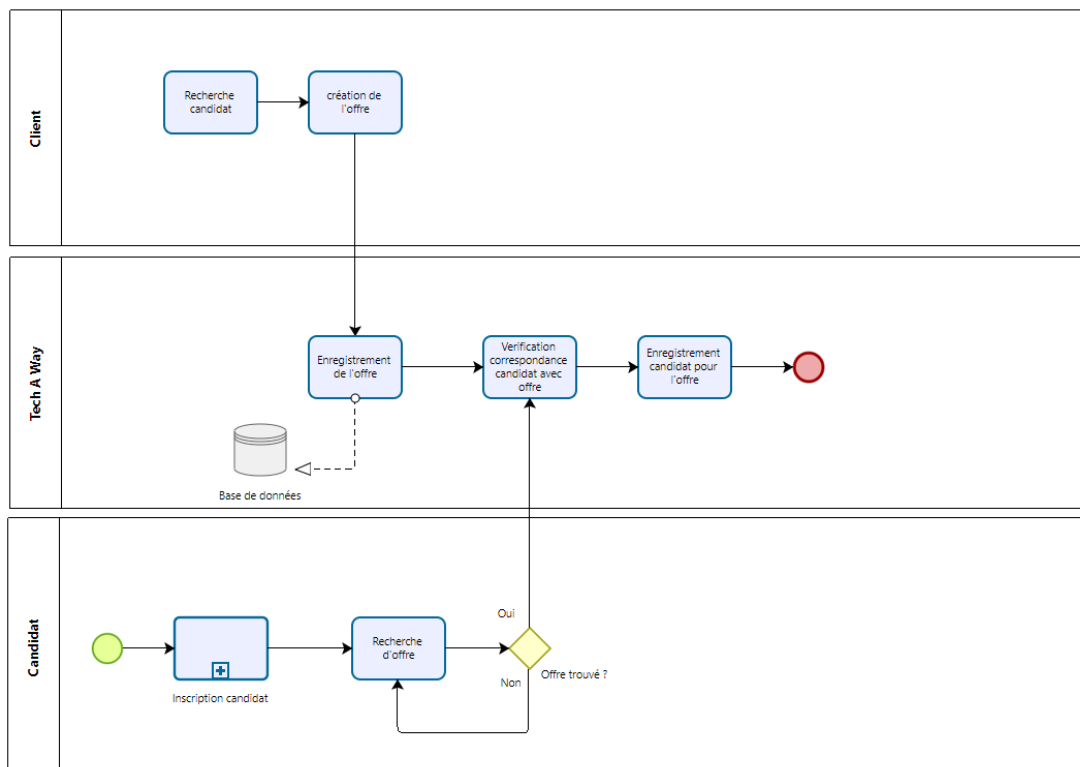 Client
Recherche
candidat
création de
l'offre
Tech A Way
Enregistrement
de l'offre
Verification
correspondance
candidat avec
offre
Enregistrement
candidat pour
l'offre
Base de données
Candidat
Inscription candidat
Recherche
d'offre
Oui
Non
Offre trouvé ?